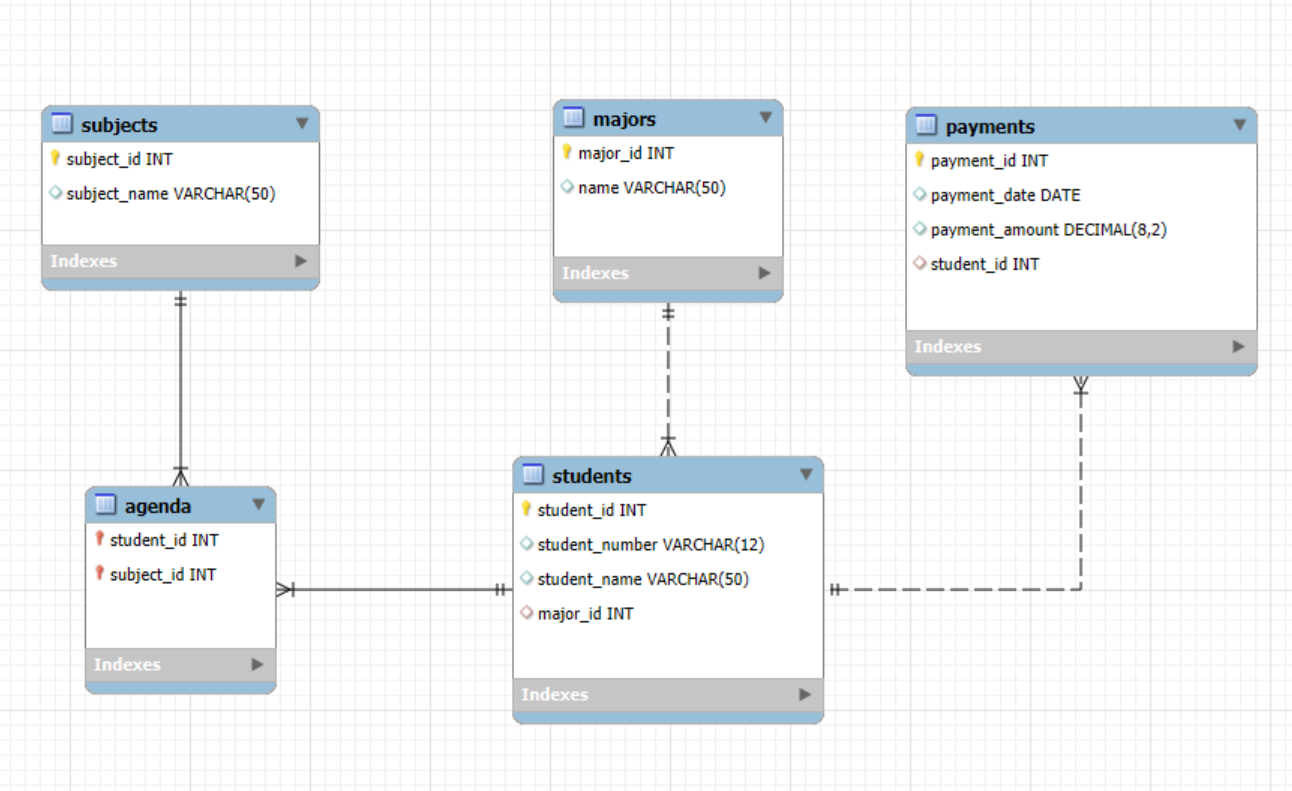 subjects
subject_id INT
subject_name VARCHAR(50)
Indexes
majors
major_id INT
name VARCHAR(50)
Indexes
payments
payment_id INT
payment_date DATE
payment_amount DECIMAL(8,2)
student_id INT
Indexes
agenda
student_id INT
subject_id INT
Indexes
students
student_id INT
student_number VARCHAR(12)
student_name VARCHAR(50)
major_id INT
Indexes